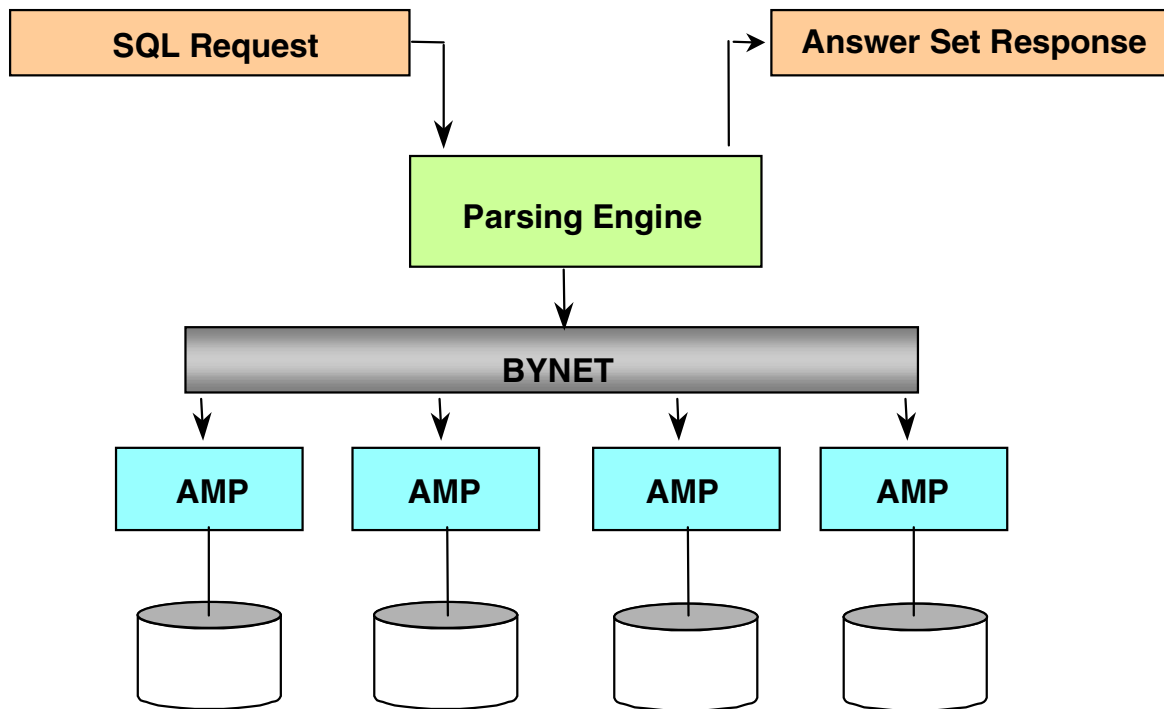 SQL Request
Answer Set Response
Parsing Engine
BYNET
AMP
AMP
AMP
AMP